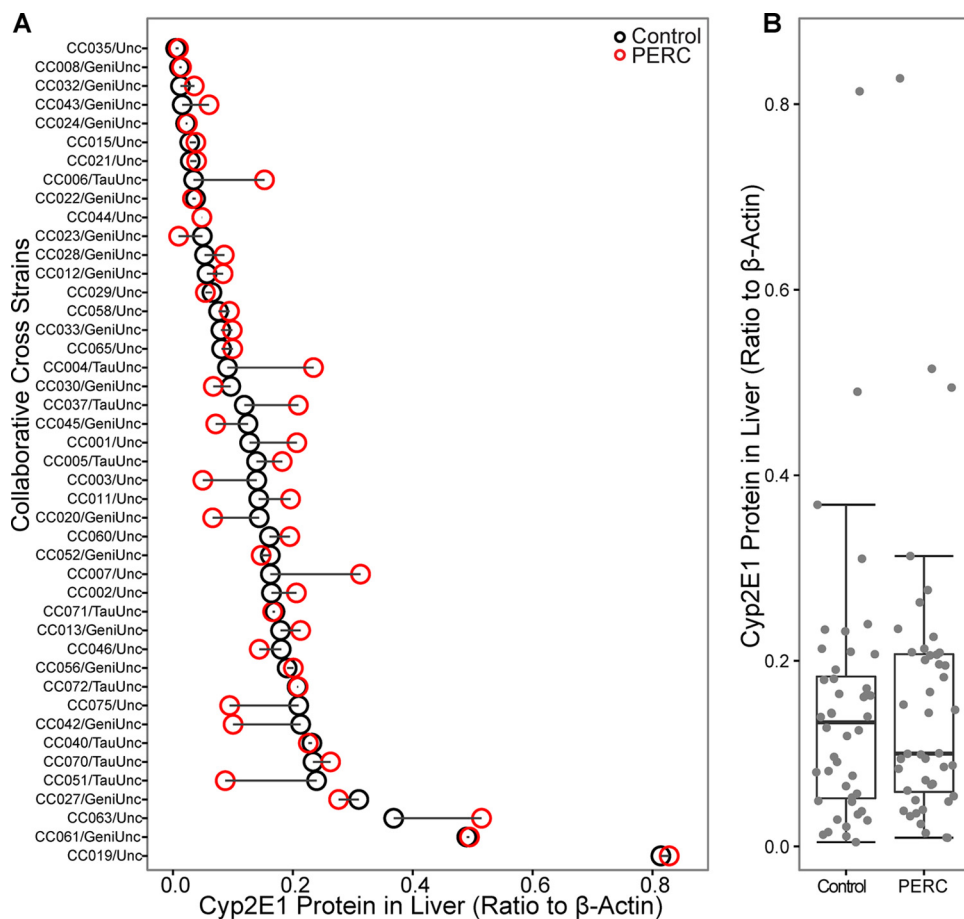 A
Control
PERC
Collaborative Cross Strains
CC035/Unc
CC008/GeniUnc
CC032/GeniUnc
CC043/GeniUnc
CC024/GeniUnc
CC015/Unc
CC021/Unc
CC006/TauUnc
CC022/GeniUnc
CC044/Unc
CC023/GeniUnc
CC028/GeniUnc
CC012/GeniUnc
CC029/Unc
CC058/Unc
CC033/GeniUnc
CC065/Unc
CC004/TauUnc
CC030/GeniUnc
CC037/TauUnc
CC045/GeniUnc
CC001/Unc
CC005/TauUnc
CC003/Unc
CC011/Unc
CC020/GeniUnc
CC060/Unc
CC052/GeniUnc
CC007/Unc
CC002/Unc
CC071/TauUnc
CC013/GeniUnc
CC046/Unc
CC056/GeniUnc
CC072/TauUnc
CC075/Unc
CC042/GeniUnc
CC040/TauUnc
CC070/TauUnc
CC051/TauUnc
CC027/GeniUnc
CC063/Unc
CC061/GeniUnc
CC019/Unc
0.0 0.2 0.4 0.6 0.8
Cyp2E1 Protein in Liver (Ratio to β-Actin)
B
Cyp2E1 Protein in Liver (Ratio to β-Actin)
0.8
0.6
0.4
0.2
0.0
Control PERC